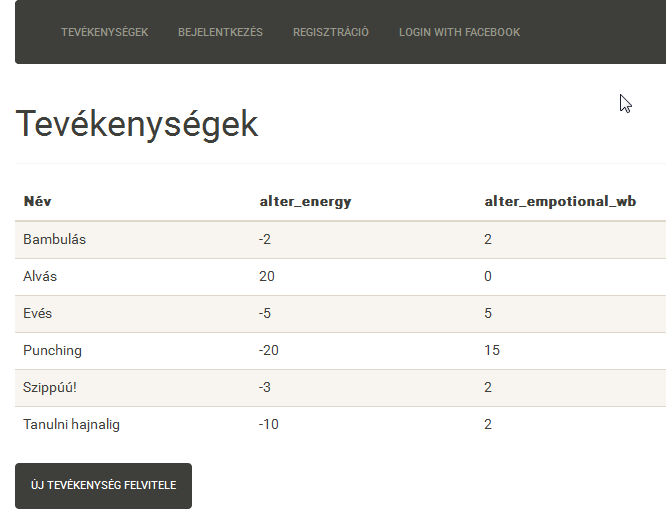 TEVÉKENYSÉGEK BEJELENTKEZÉS REGISZTRÁCIÓ LOGIN WITH FACEBOOK
Tevékenységek
Név alter_energy alter_empotional_wb
Bambulás -2 2
Alvás 20 0
Evés -5 5
Punching -20 15
Szippúú! -3 2
Tanulni hajnalig -10 2
ÚJ TEVÉKENYSÉG FELVITELE